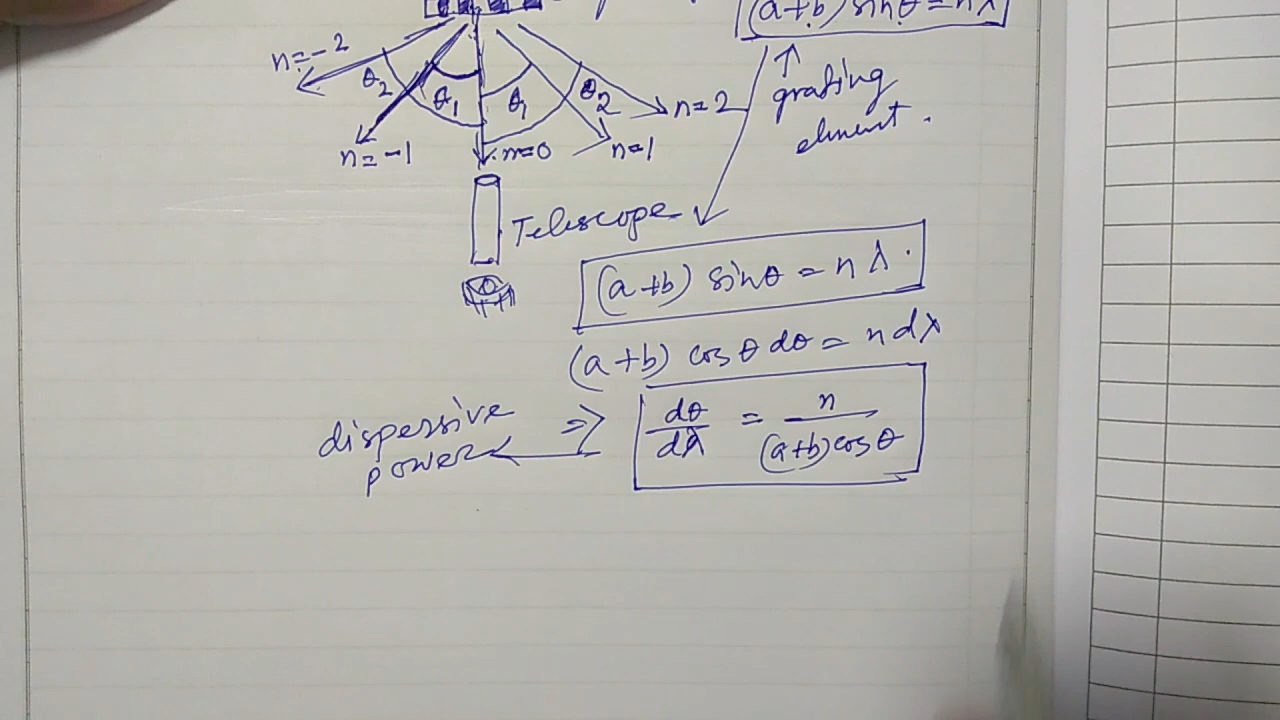 (a+b) sinθ = nλ
n=-2
θ2
θ1
θ1
θ2
n=2
grating
element.
n=-1
n=0
n=1
Telescope
(a+b) sinθ = nλ.
(a+b) cosθ dθ = n dλ
dispersive
power
⇒ dθ/dλ = n/(a+b)cosθ